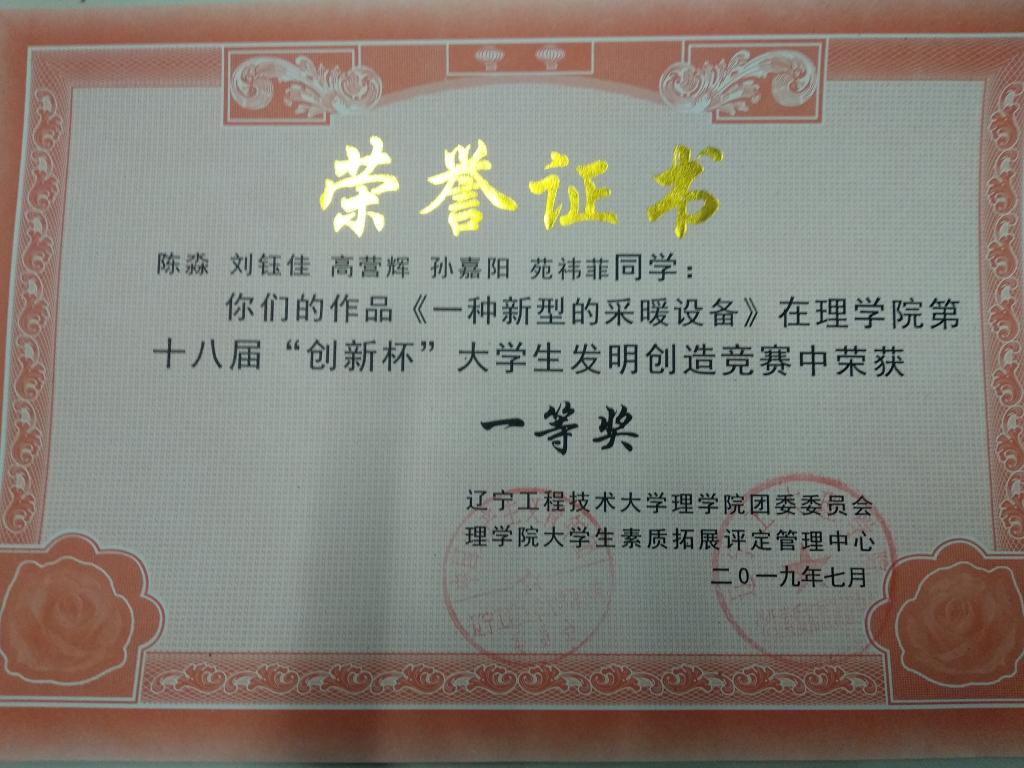 荣誉证书
陈淼 刘钰佳 高营辉 孙嘉阳 苑祎菲同学：
你们的作品《一种新型的采暖设备》在理学院第
十八届“创新杯”大学生发明创造竞赛中荣获
一等奖
辽宁工程技术大学理学院团委委员会
理学院大学生素质拓展评定管理中心
二0一九年七月